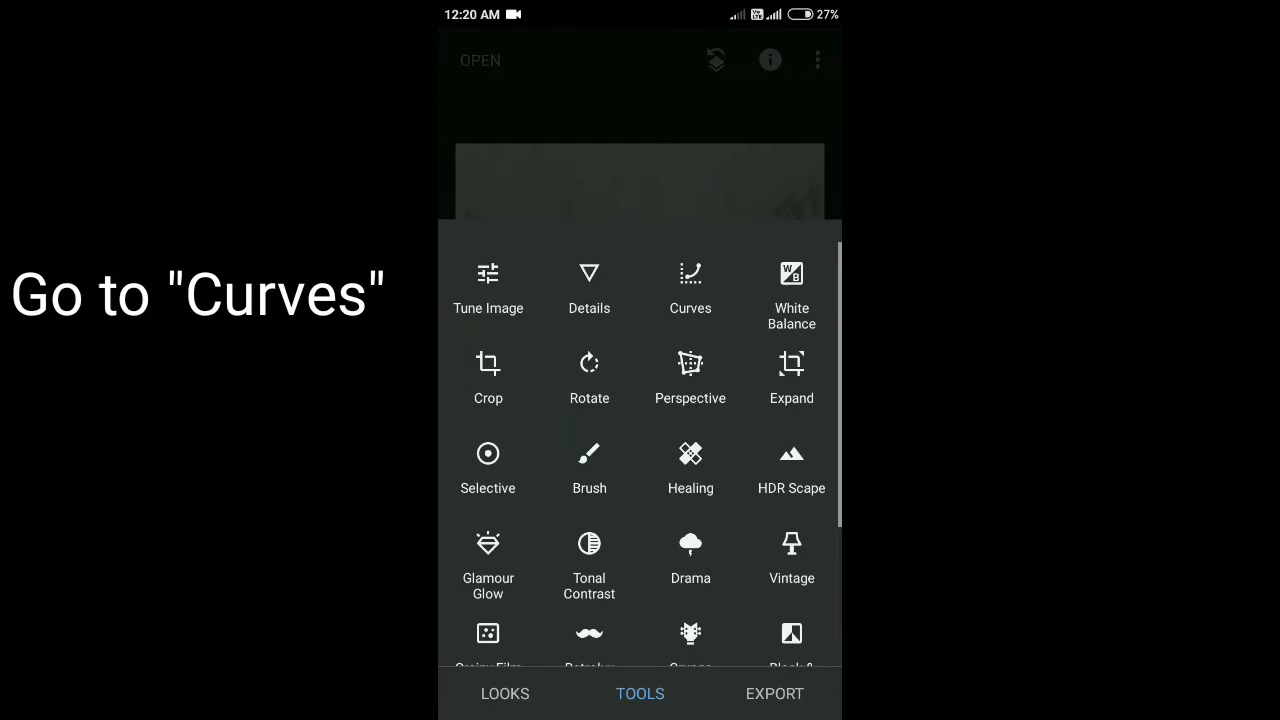 12:20 AM
27%
OPEN
Go to "Curves"
Tune Image
Details
Curves
White
Balance
Crop
Rotate
Perspective
Expand
Selective
Brush
Healing
HDR Scape
Glamour
Glow
Tonal
Contrast
Drama
Vintage
LOOKS
TOOLS
EXPORT